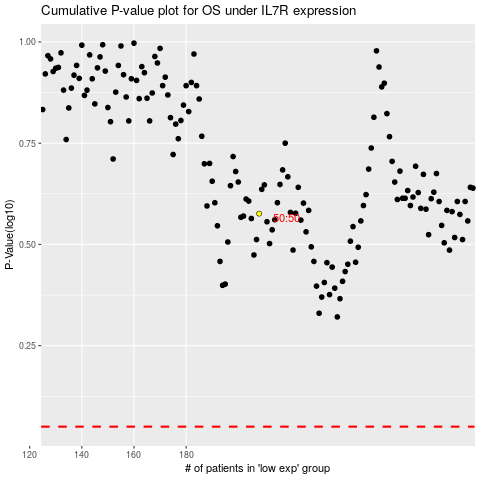 Cumulative P-value plot for OS under IL7R expression
P-Value(log10)
1.00
0.75
0.50
0.25
50:50
120 140 160 180
# of patients in 'low exp' group